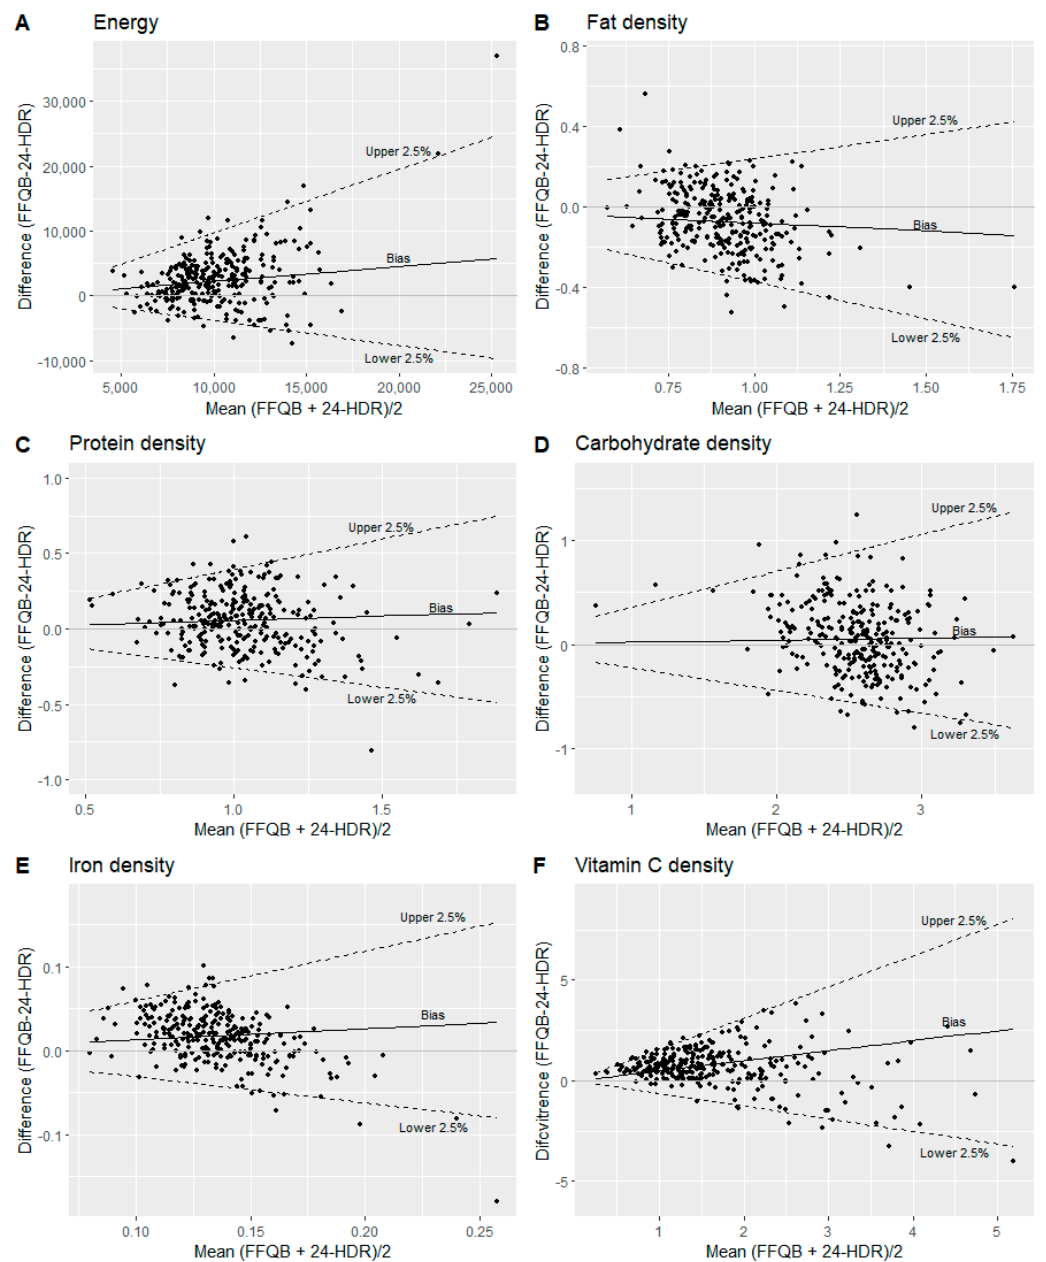 A Energy
Difference (FFQB-24-HDR)
30,000
20,000
10,000
0
-10,000
Upper 2.5%
Bias
Lower 2.5%
5,000 10,000 15,000 20,000 25,000
Mean (FFQB + 24-HDR)/2
B Fat density
Difference (FFQB-24-HDR)
0.8
0.4
0.0
-0.4
-0.8
Upper 2.5%
Bias
Lower 2.5%
0.75 1.00 1.25 1.50 1.75
Mean (FFQB + 24-HDR)/2
C Protein density
Difference (FFQB-24-HDR)
1.0
0.5
0.0
-0.5
-1.0
Upper 2.5%
Bias
Lower 2.5%
0.5 1.0 1.5
Mean (FFQB + 24-HDR)/2
D Carbohydrate density
Difference (FFQB-24-HDR)
1
0
-1
Upper 2.5%
Bias
Lower 2.5%
1 2 3
Mean (FFQB + 24-HDR)/2
E Iron density
Difference (FFQB-24-HDR)
0.1
0.0
-0.1
Upper 2.5%
Bias
Lower 2.5%
0.10 0.15 0.20 0.25
Mean (FFQB + 24-HDR)/2
F Vitamin C density
Difcvitrence (FFQB-24-HDR)
5
0
-5
Upper 2.5%
Bias
Lower 2.5%
1 2 3 4 5
Mean (FFQB + 24-HDR)/2